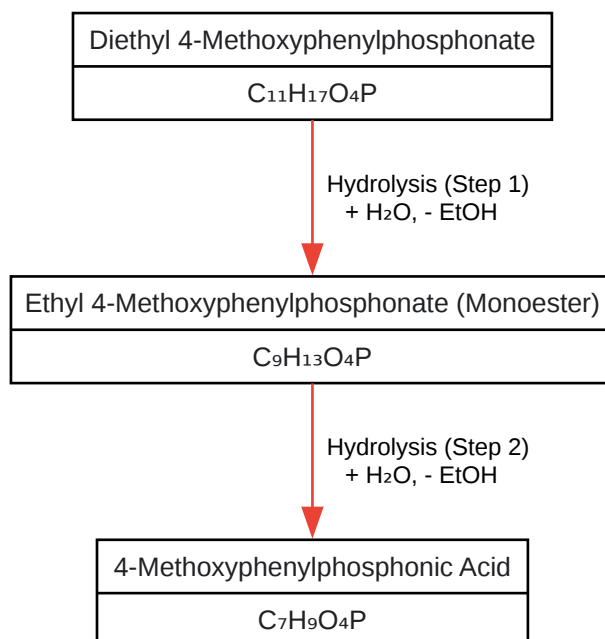 Diethyl 4-Methoxyphenylphosphonate
C₁₁H₁₇O₄P
Hydrolysis (Step 1)
+ H₂O, - EtOH
Ethyl 4-Methoxyphenylphosphonate (Monoester)
C₉H₁₃O₄P
Hydrolysis (Step 2)
+ H₂O, - EtOH
4-Methoxyphenylphosphonic Acid
C₇H₉O₄P